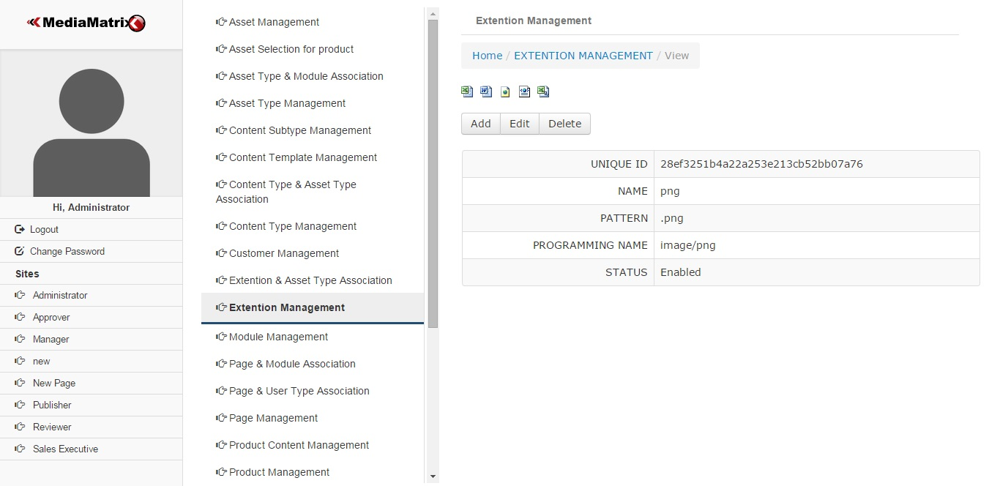 MediaMatrix
Hi, Administrator
Logout
Change Password
Sites
Administrator
Approver
Manager
new
New Page
Publisher
Reviewer
Sales Executive
Asset Management
Asset Selection for product
Asset Type & Module Association
Asset Type Management
Content Subtype Management
Content Template Management
Content Type & Asset Type
Association
Content Type Management
Customer Management
Extention & Asset Type Association
Extention Management
Module Management
Page & Module Association
Page & User Type Association
Page Management
Product Content Management
Product Management
Extention Management
Home / EXTENTION MANAGEMENT / View
Add Edit Delete
UNIQUE ID 28ef3251b4a22a253e213cb52bb07a76
NAME png
PATTERN .png
PROGRAMMING NAME image/png
STATUS Enabled